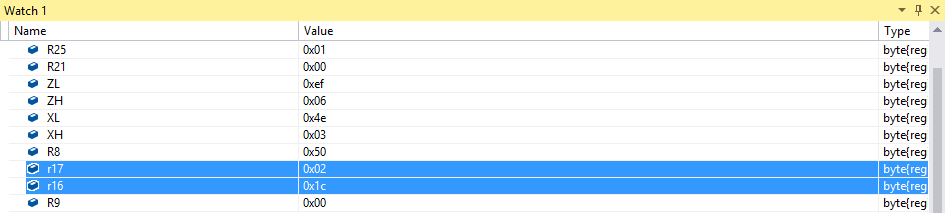 Watch 1
Name Value Type
R25 0x01 byte{reg
R21 0x00 byte{reg
ZL 0xef byte{reg
ZH 0x06 byte{reg
XL 0x4e byte{reg
XH 0x03 byte{reg
R8 0x50 byte{reg
r17 0x02 byte{reg
r16 0x1c byte{reg
R9 0x00 byte{reg